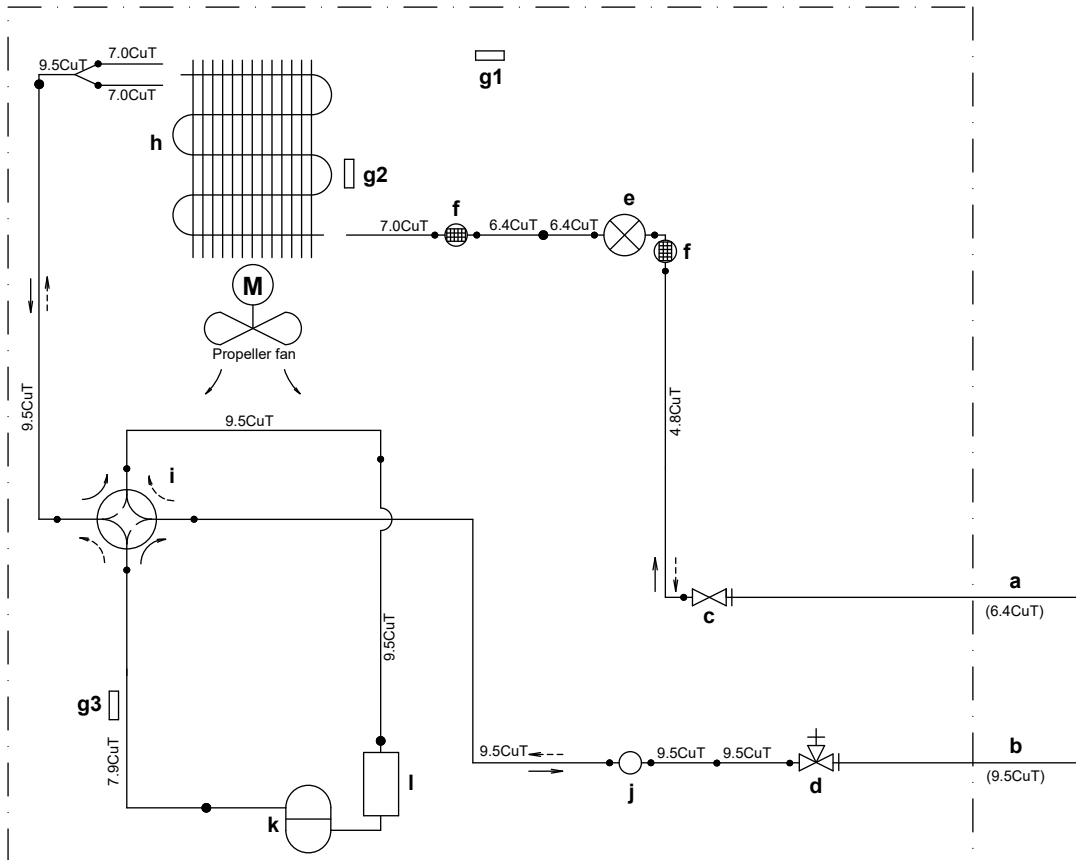 g1
9.5CuT
7.0CuT
7.0CuT
h
g2
7.0CuT
f
6.4CuT
6.4CuT
e
f
M
Propeller fan
9.5CuT
9.5CuT
4.8CuT
i
a
(6.4CuT)
c
9.5CuT
g3
7.9CuT
9.5CuT
9.5CuT
9.5CuT
b
(9.5CuT)
j
d
k
l